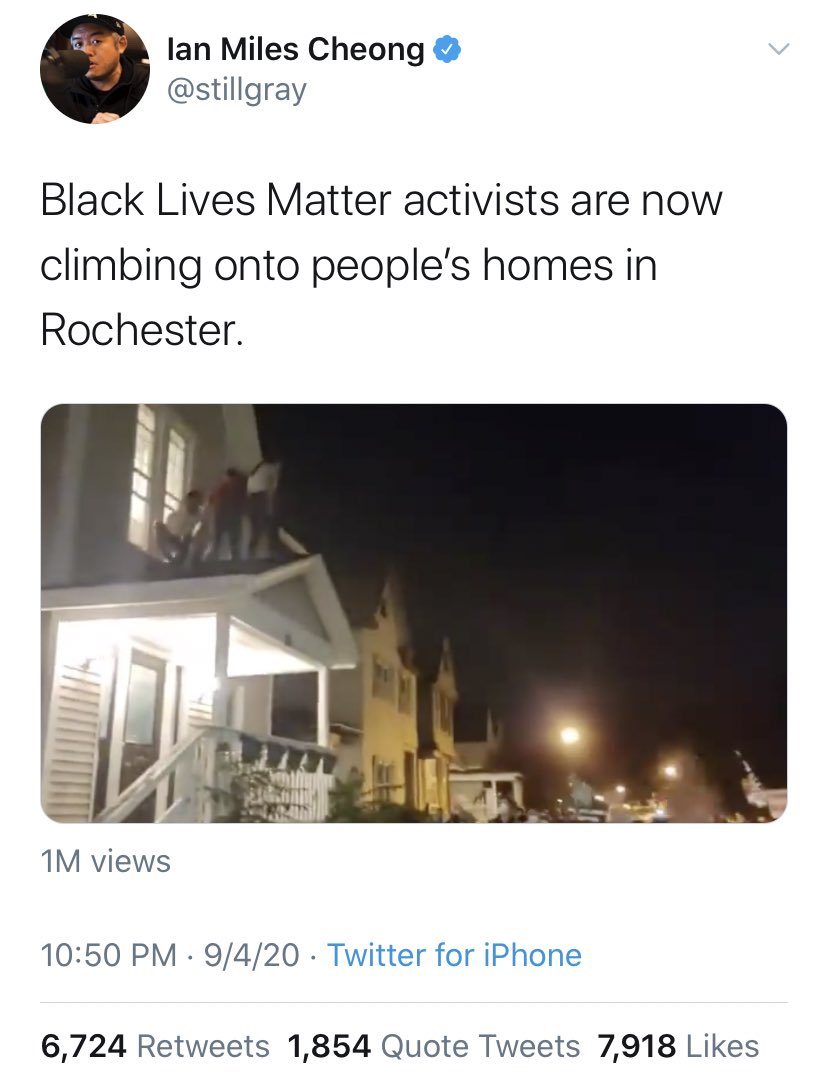 Ian Miles Cheong
@stillgray
Black Lives Matter activists are now
climbing onto people’s homes in
Rochester.
1M views
10:50 PM · 9/4/20 · Twitter for iPhone
6,724 Retweets 1,854 Quote Tweets 7,918 Likes